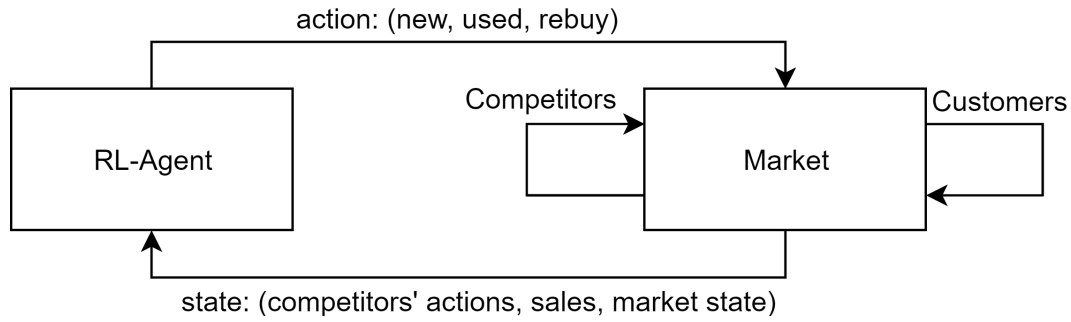 action: (new, used, rebuy)
Competitors
Customers
RL-Agent
Market
state: (competitors' actions, sales, market state)